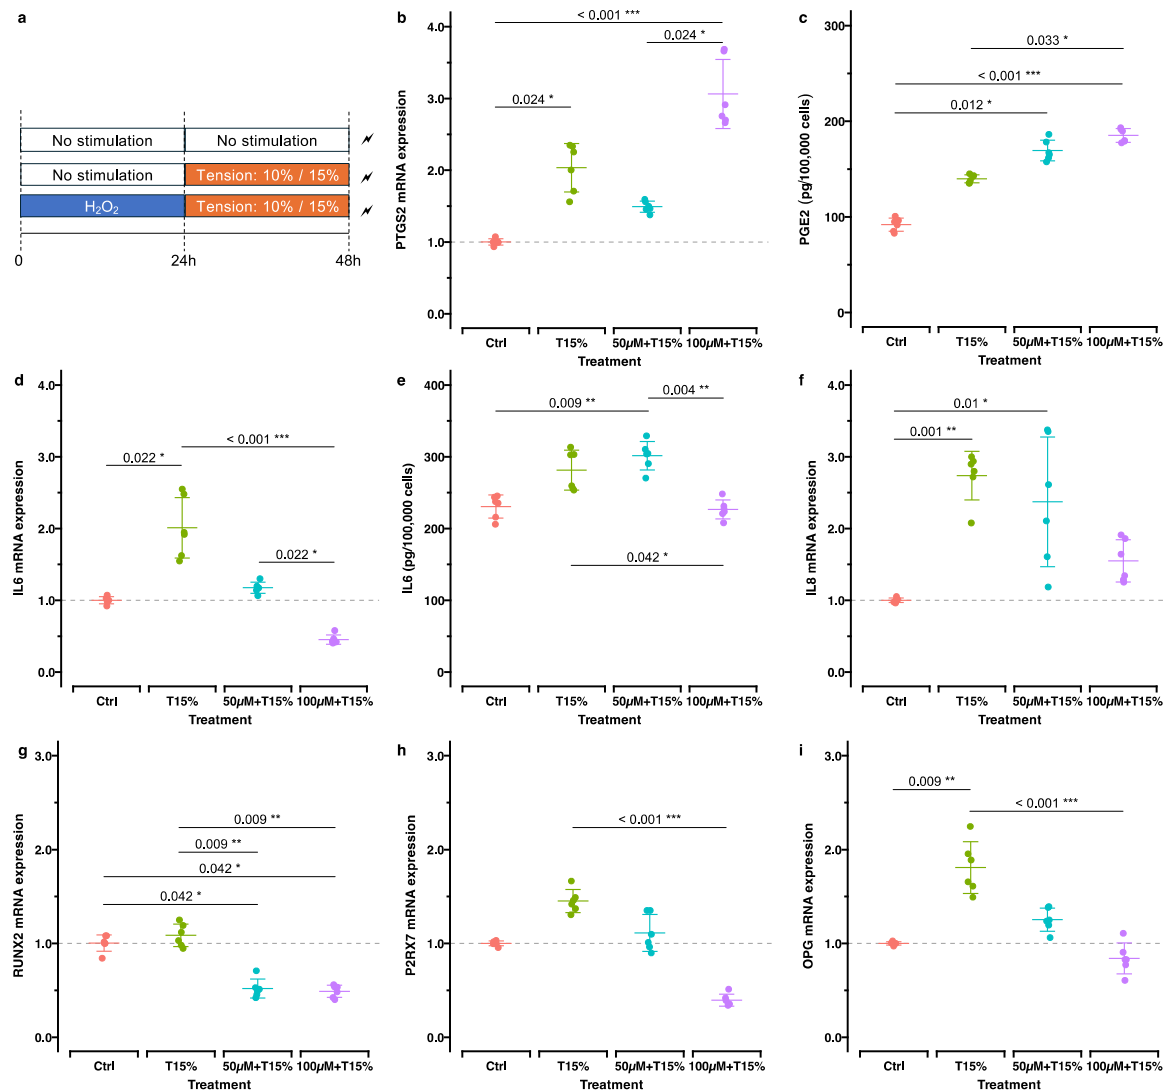 a
No stimulation No stimulation
No stimulation Tension: 10% / 15%
H₂O₂ Tension: 10% / 15%
0 24h 48h
b
PTGS2 mRNA expression
4.0
3.0
2.0
1.0
0.0
< 0.001 ***
0.024 *
0.024 *
Ctrl T15% 50µM+T15% 100µM+T15%
Treatment
c
PGE2 (pg/100,000 cells)
300
200
100
0
0.033 *
< 0.001 ***
0.012 *
Ctrl T15% 50µM+T15% 100µM+T15%
Treatment
d
IL6 mRNA expression
4.0
3.0
2.0
1.0
0.0
< 0.001 ***
0.022 *
0.022 *
Ctrl T15% 50µM+T15% 100µM+T15%
Treatment
e
IL6 (pg/100,000 cells)
400
300
200
100
0.0
0.004 **
0.009 **
0.042 *
Ctrl T15% 50µM+T15% 100µM+T15%
Treatment
f
IL8 mRNA expression
4.0
3.0
2.0
1.0
0.0
0.01 *
0.001 **
Ctrl T15% 50µM+T15% 100µM+T15%
Treatment
g
RUNX2 mRNA expression
3.0
2.0
1.0
0.0
0.009 **
0.009 **
0.042 *
0.042 *
Ctrl T15% 50µM+T15% 100µM+T15%
Treatment
h
P2RX7 mRNA expression
3.0
2.0
1.0
0.0
< 0.001 ***
Ctrl T15% 50µM+T15% 100µM+T15%
Treatment
i
OPG mRNA expression
3.0
2.0
1.0
0.0
0.009 **
< 0.001 ***
Ctrl T15% 50µM+T15% 100µM+T15%
Treatment